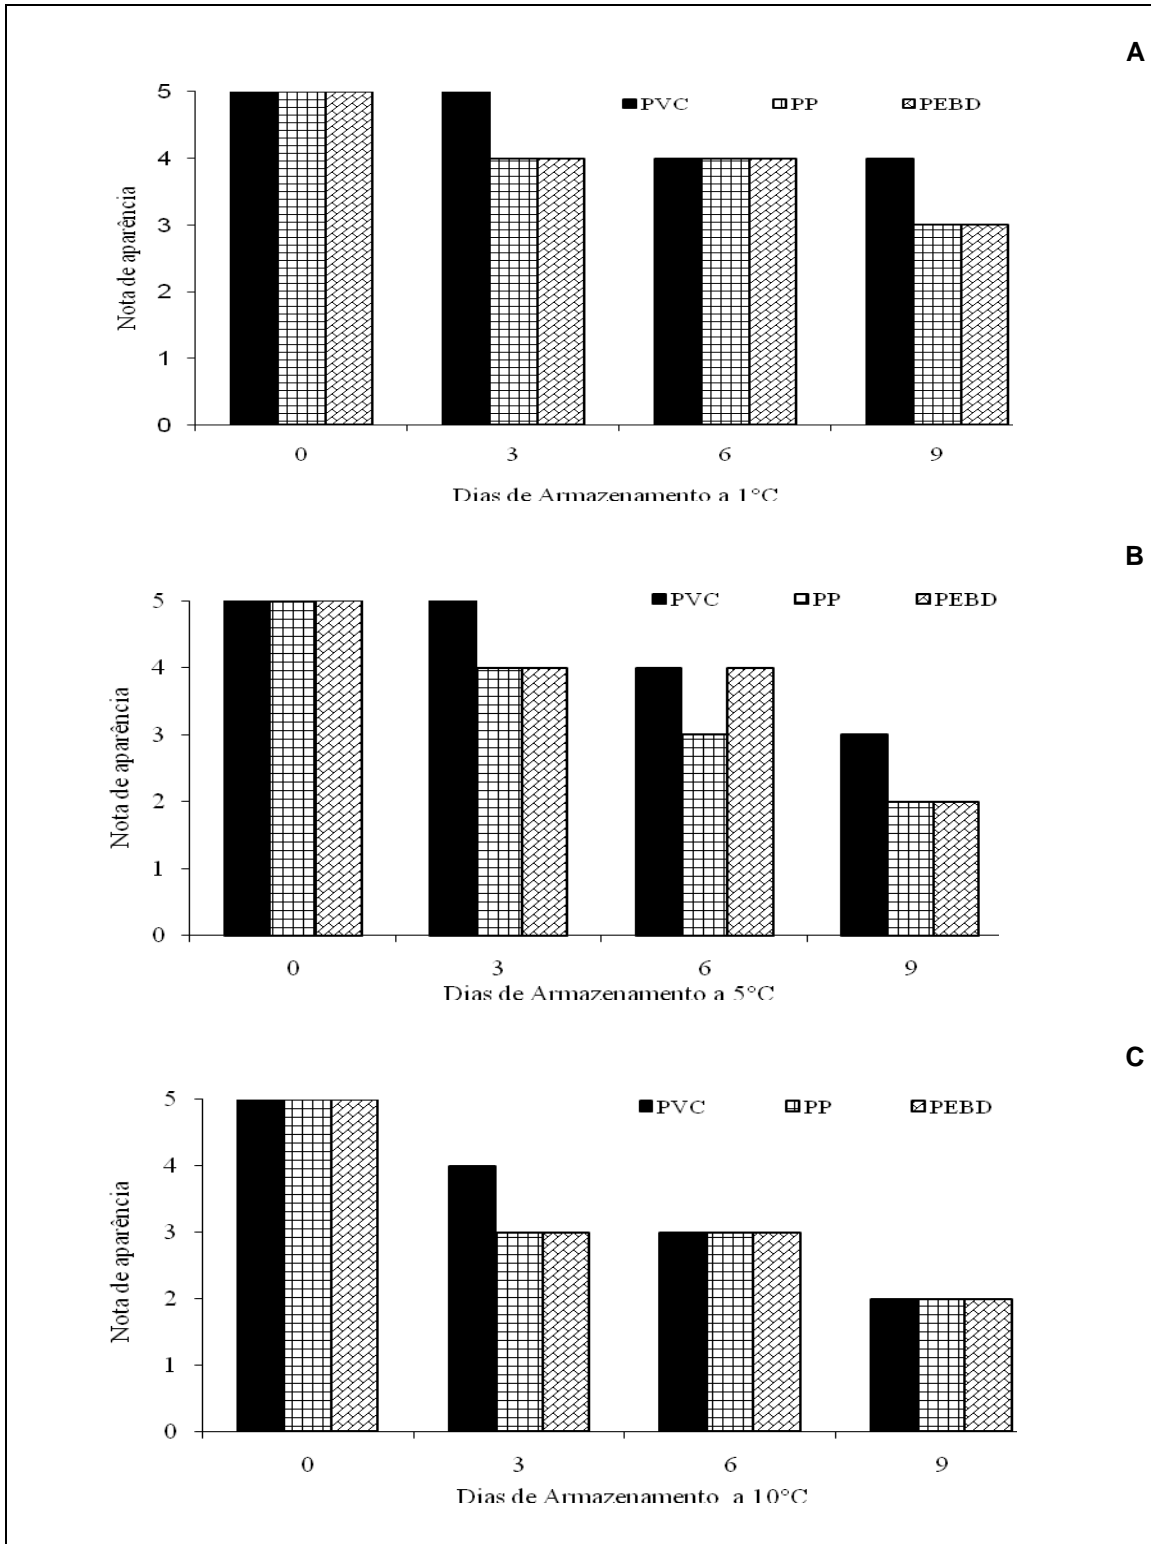 A
5
4
3
2
1
0
Nota de aparência
PVC PP PEBD
0 3 6 9
Dias de Armazenamento a 1°C
B
5
4
3
2
1
0
Nota de aparência
PVC PP PEBD
0 3 6 9
Dias de Armazenamento a 5°C
C
5
4
3
2
1
0
Nota de aparência
PVC PP PEBD
0 3 6 9
Dias de Armazenamento a 10°C